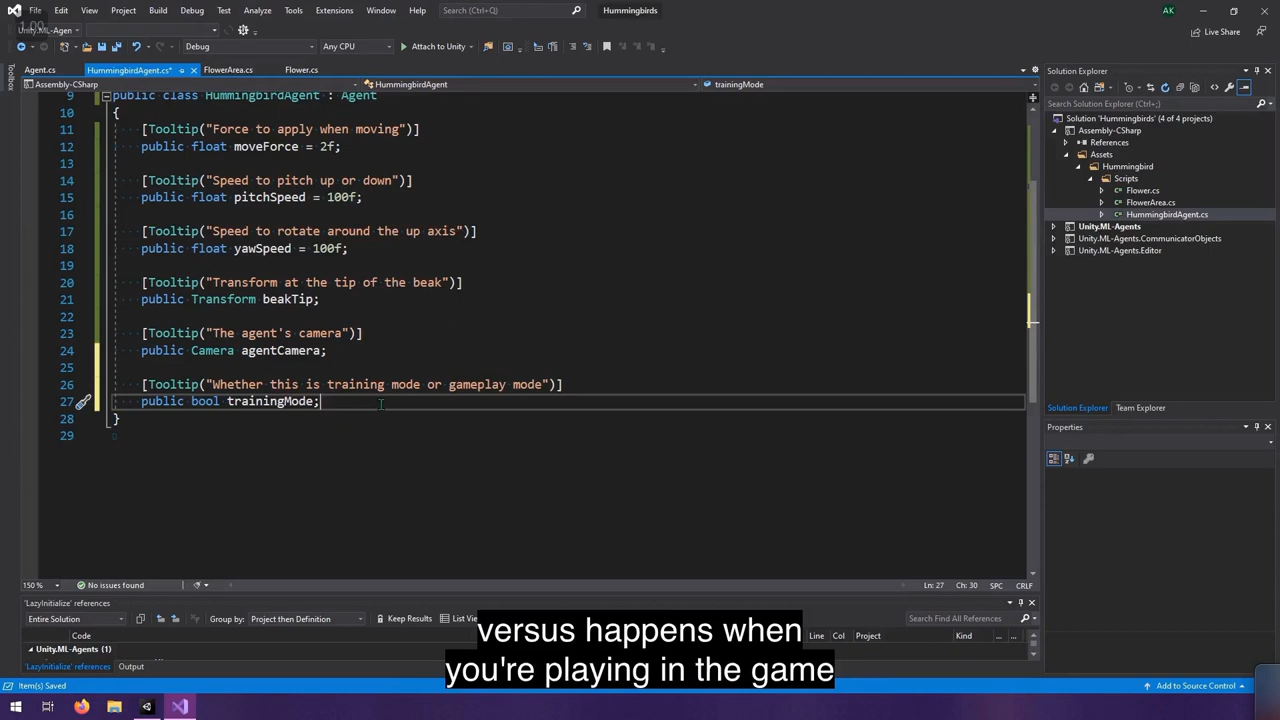 File Edit View Project Build Debug Test Analyze Tools Extensions Window Help Search (Ctrl+Q) Hummingbirds AK
1.00
Unity.ML-Agen
Debug Any CPU Attach to Unity Live Share
Toolbox
Agent.cs HummingbirdAgent.cs* FlowerArea.cs Flower.cs
Assembly-CSharp HummingbirdAgent trainingMode
9 public class HummingbirdAgent : Agent
10 {
11 [Tooltip("Force to apply when moving")]
12 public float moveForce = 2f;
13
14 [Tooltip("Speed to pitch up or down")]
15 public float pitchSpeed = 100f;
16
17 [Tooltip("Speed to rotate around the up axis")]
18 public float yawSpeed = 100f;
19
20 [Tooltip("Transform at the tip of the beak")]
21 public Transform beakTip;
22
23 [Tooltip("The agent's camera")]
24 public Camera agentCamera;
25
26 [Tooltip("Whether this is training mode or gameplay mode")]
27 public bool trainingMode;
28 }
29
150 % No issues found Ln: 27 Ch: 30 SPC CRLF
'LazyInitialize' references
Entire Solution Group by: Project then Definition Keep Results List View Search Find All References
Code Line Col Project Kind
Unity.ML-Agents (1)
'LazyInitialize' references Output
Item(s) Saved Add to Source Control
Solution Explorer
Search Solution Explorer (Ctrl+;)
Solution 'Hummingbirds' (4 of 4 projects)
Assembly-CSharp
References
Assets
Hummingbird
Scripts
Flower.cs
FlowerArea.cs
HummingbirdAgent.cs
Unity.ML-Agents
Unity.ML-Agents.CommunicatorObjects
Unity.ML-Agents.Editor
Solution Explorer Team Explorer
Properties
versus happens when
you're playing in the game